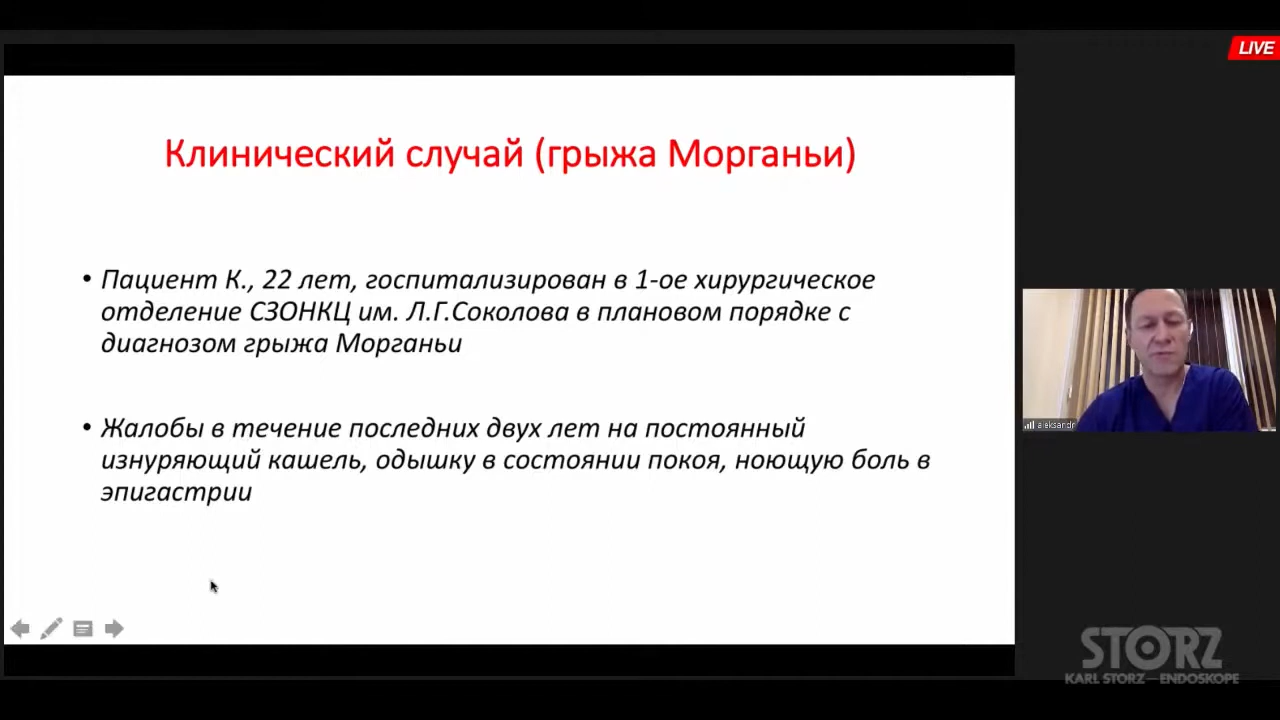 LIVE
Клинический случай (грыжа Морганьи)
• Пациент К., 22 лет, госпитализирован в 1-ое хирургическое
отделение СЗОНКЦ им. Л.Г.Соколова в плановом порядке с
диагнозом грыжа Морганьи
• Жалобы в течение последних двух лет на постоянный
изнуряющий кашель, одышку в состоянии покоя, ноющую боль в
эпигастрии
aleksandr
STORZ
KARL STORZ — ENDOSKOPE